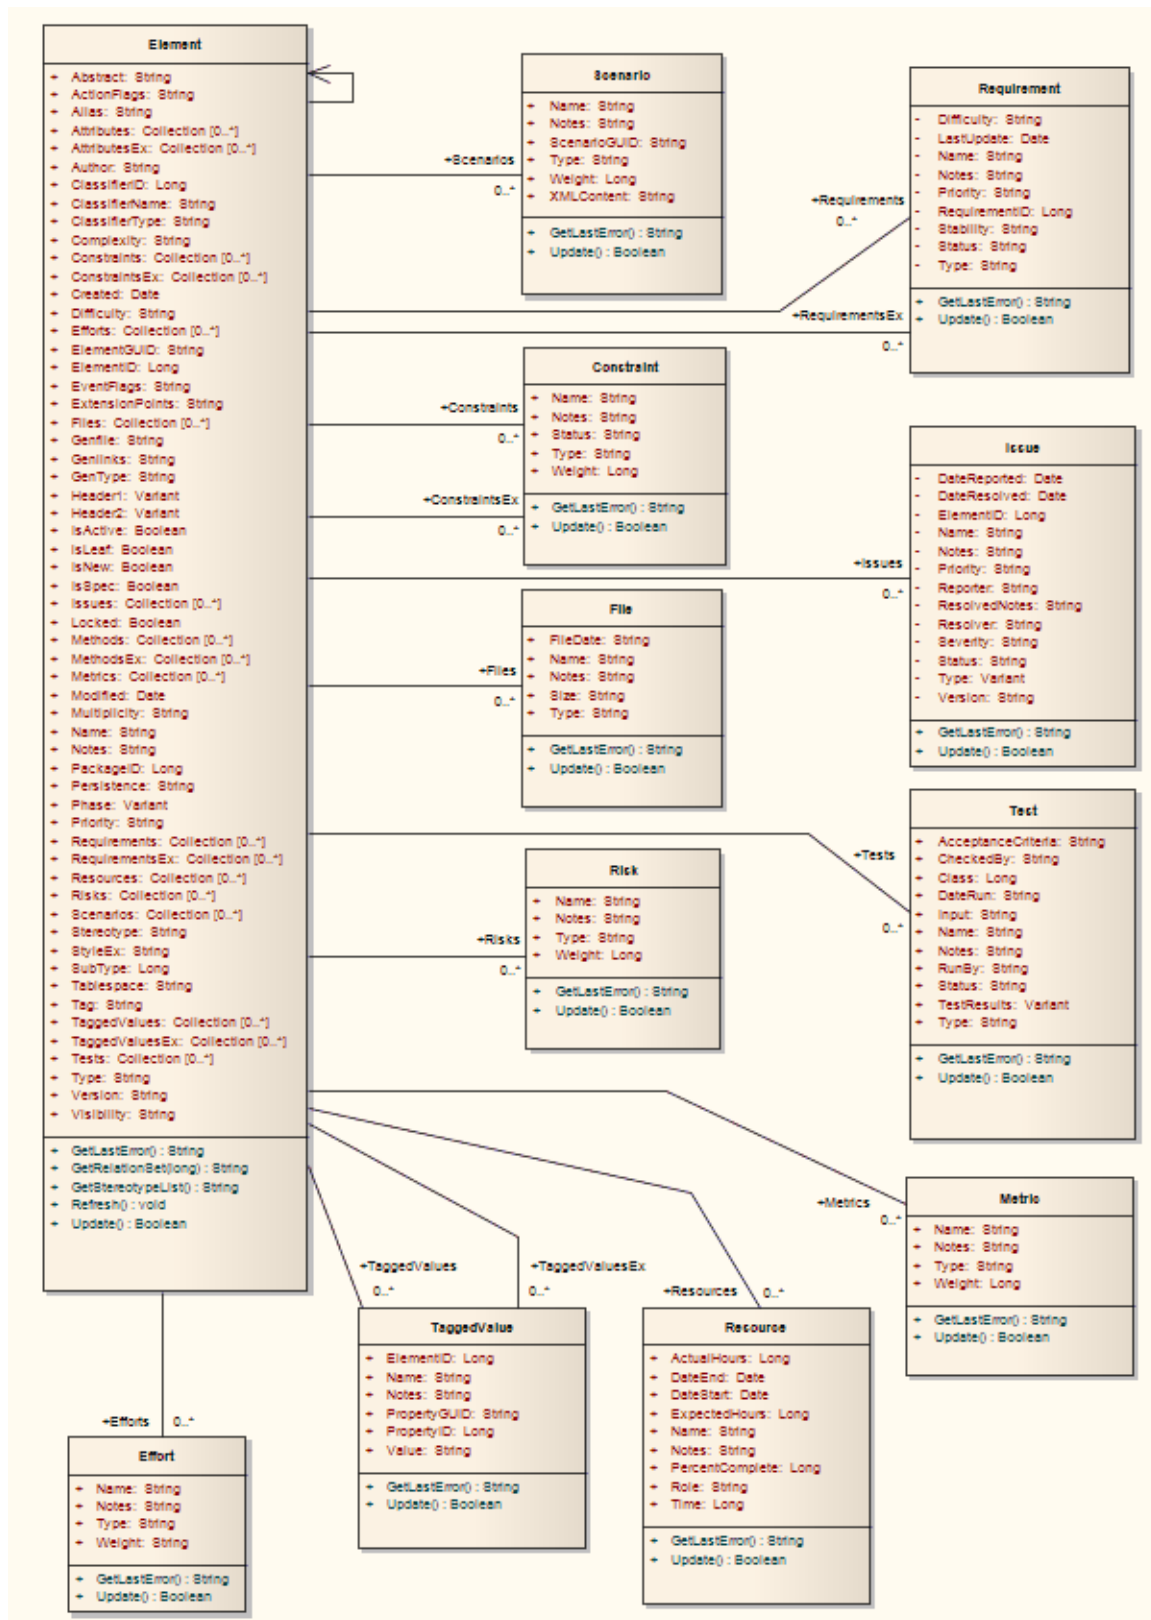 Element
+ Abstract: String
+ ActionFlags: String
+ Alias: String
+ Attributes: Collection [0..*]
+ AttributesEx: Collection [0..*]
+ Author: String
+ ClassifierID: Long
+ ClassifierName: String
+ ClassifierType: String
+ Complexity: String
+ Constraints: Collection [0..*]
+ ConstraintsEx: Collection [0..*]
+ Created: Date
+ Difficulty: String
+ Efforts: Collection [0..*]
+ ElementGUID: String
+ ElementID: Long
+ EventFlags: String
+ ExtensionPoints: String
+ Files: Collection [0..*]
+ Genfile: String
+ Genlinks: String
+ GenType: String
+ Header1: Variant
+ Header2: Variant
+ IsActive: Boolean
+ IsLeaf: Boolean
+ IsNew: Boolean
+ IsSpec: Boolean
+ Issues: Collection [0..*]
+ Locked: Boolean
+ Methods: Collection [0..*]
+ MethodsEx: Collection [0..*]
+ Metrics: Collection [0..*]
+ Modified: Date
+ Multiplicity: String
+ Name: String
+ Notes: String
+ PackageID: Long
+ Persistence: String
+ Phase: Variant
+ Priority: String
+ Requirements: Collection [0..*]
+ RequirementsEx: Collection [0..*]
+ Resources: Collection [0..*]
+ Risks: Collection [0..*]
+ Scenarios: Collection [0..*]
+ Stereotype: String
+ StyleEx: String
+ SubType: Long
+ Tablespace: String
+ Tag: String
+ TaggedValues: Collection [0..*]
+ TaggedValuesEx: Collection [0..*]
+ Tests: Collection [0..*]
+ Type: String
+ Version: String
+ Visibility: String
+ GetLastError() : String
+ GetRelationSet(long) : String
+ GetStereotypeList() : String
+ Refresh() : void
+ Update() : Boolean
+Scenarios
0..*
Scenario
+ Name: String
+ Notes: String
+ ScenarioGUID: String
+ Type: String
+ Weight: Long
+ XMLContent: String
+ GetLastError() : String
+ Update() : Boolean
+Requirements
0..*
+RequirementsEx
0..*
Requirement
- Difficulty: String
- LastUpdate: Date
- Name: String
- Notes: String
- Priority: String
- RequirementID: Long
- Stability: String
- Status: String
- Type: String
+ GetLastError() : String
+ Update() : Boolean
+Constraints
0..*
+ConstraintsEx
0..*
Constraint
+ Name: String
+ Notes: String
+ Status: String
+ Type: String
+ Weight: Long
+ GetLastError() : String
+ Update() : Boolean
+Issues
0..*
Issue
- DateReported: Date
- DateResolved: Date
- ElementID: Long
- Name: String
- Notes: String
- Priority: String
- Reporter: String
- ResolvedNotes: String
- Resolver: String
- Severity: String
- Status: String
- Type: Variant
- Version: String
+ GetLastError() : String
+ Update() : Boolean
+Files
0..*
File
+ FileDate: String
+ Name: String
+ Notes: String
+ Size: String
+ Type: String
+ GetLastError() : String
+ Update() : Boolean
+Tests
0..*
Test
+ AcceptanceCriteria: String
+ CheckedBy: String
+ Class: Long
+ DateRun: String
+ Input: String
+ Name: String
+ Notes: String
+ RunBy: String
+ Status: String
+ TestResults: Variant
+ Type: String
+ GetLastError() : String
+ Update() : Boolean
+Risks
0..*
Risk
+ Name: String
+ Notes: String
+ Type: String
+ Weight: Long
+ GetLastError() : String
+ Update() : Boolean
+Metrics
0..*
Metric
+ Name: String
+ Notes: String
+ Type: String
+ Weight: Long
+ GetLastError() : String
+ Update() : Boolean
+TaggedValues
0..*
+TaggedValuesEx
0..*
TaggedValue
+ ElementID: Long
+ Name: String
+ Notes: String
+ PropertyGUID: String
+ PropertyID: Long
+ Value: String
+ GetLastError() : String
+ Update() : Boolean
+Resources
0..*
Resource
+ ActualHours: Long
+ DateEnd: Date
+ DateStart: Date
+ ExpectedHours: Long
+ Name: String
+ Notes: String
+ PercentComplete: Long
+ Role: String
+ Time: Long
+ GetLastError() : String
+ Update() : Boolean
+Efforts
0..*
Effort
+ Name: String
+ Notes: String
+ Type: String
+ Weight: String
+ GetLastError() : String
+ Update() : Boolean